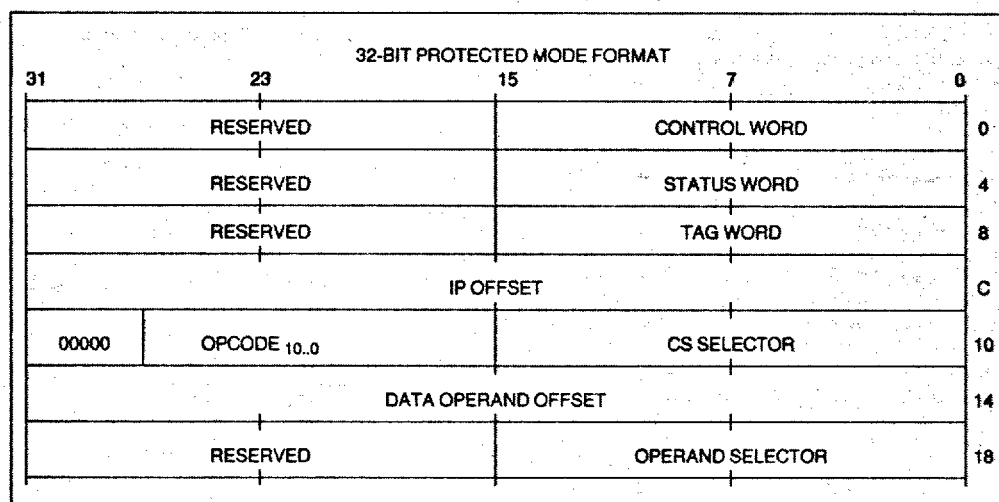 32-BIT PROTECTED MODE FORMAT
31 23 15 7 0
RESERVED CONTROL WORD 0
RESERVED STATUS WORD 4
RESERVED TAG WORD 8
IP OFFSET C
00000 OPCODE 10..0 CS SELECTOR 10
DATA OPERAND OFFSET 14
RESERVED OPERAND SELECTOR 18